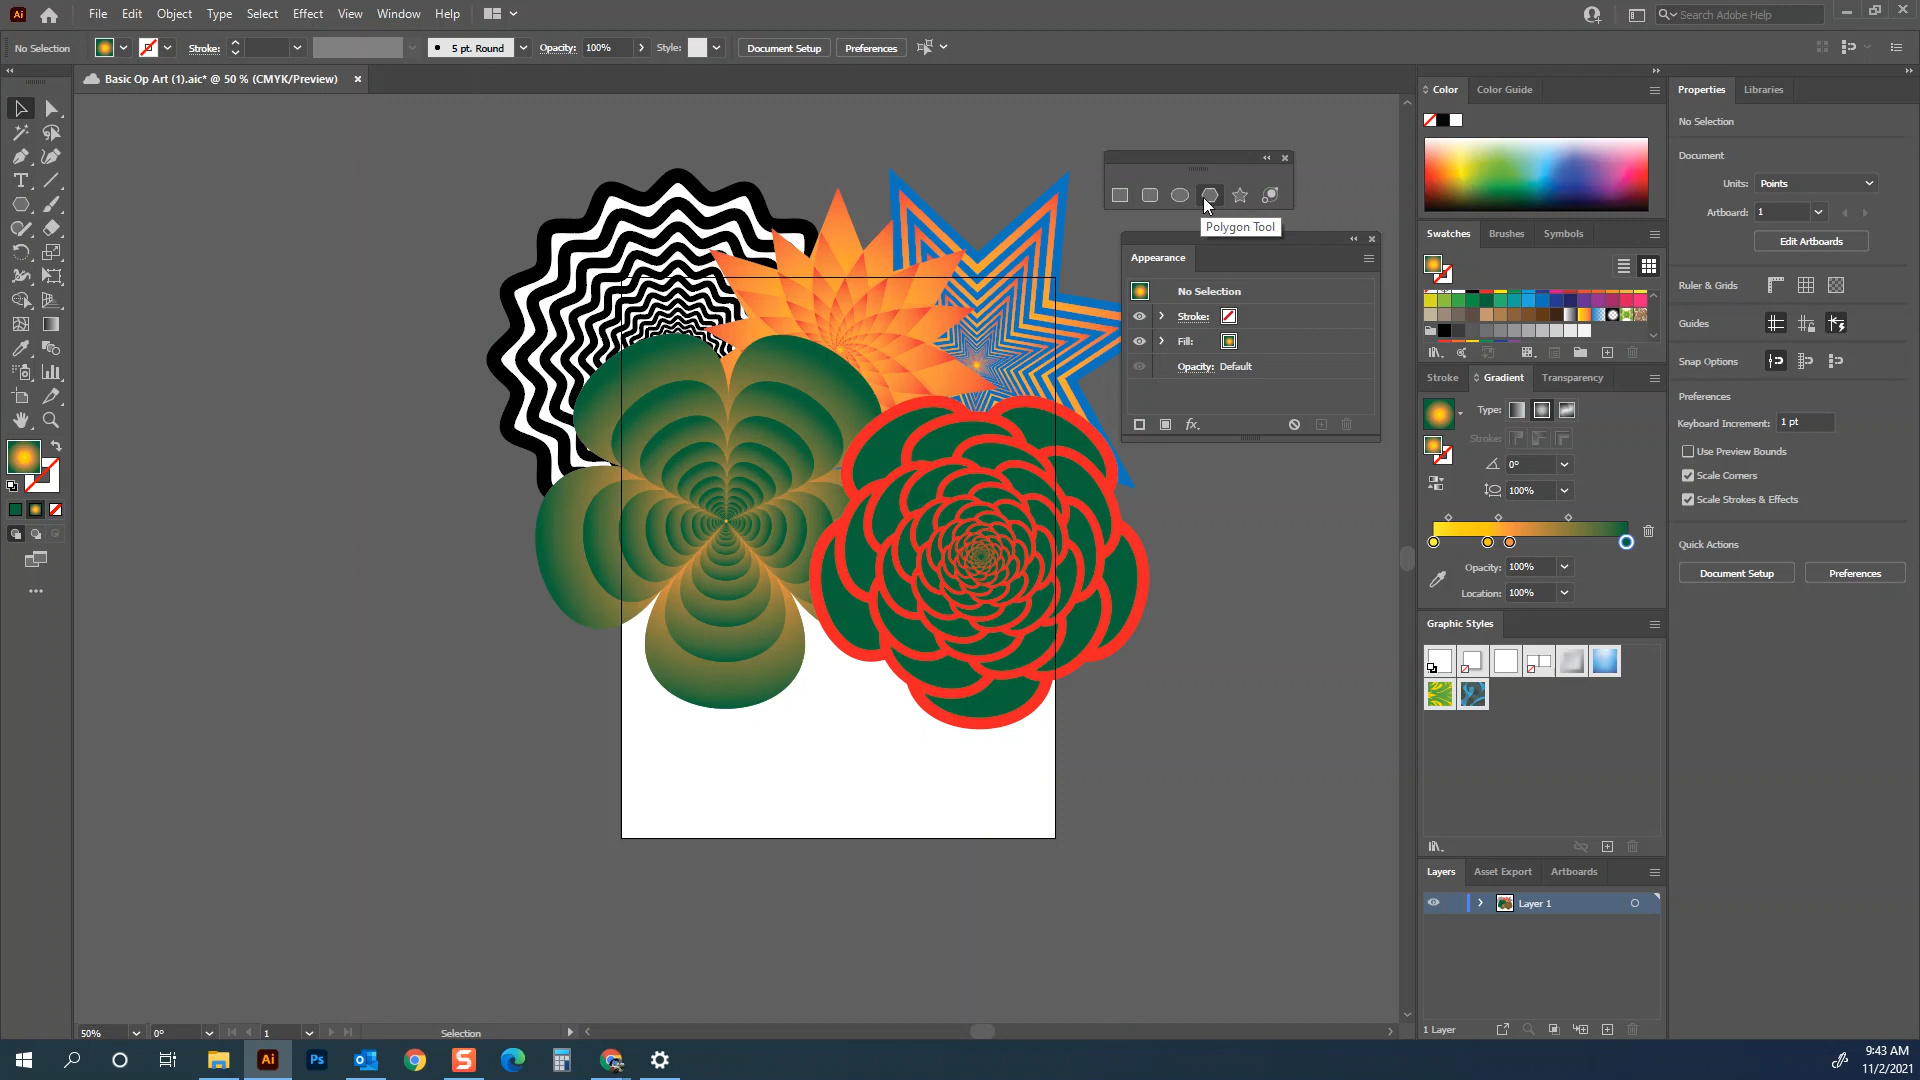 Ai File Edit Object Type Select Effect View Window Help Search Adobe Help
No Selection Stroke: 5 pt. Round Opacity: 100% Style: Document Setup Preferences
Basic Op Art (1).aic* @ 50 % (CMYK/Preview)
Polygon Tool
Appearance
No Selection
Stroke:
Fill:
Opacity: Default
fx.
Color Color Guide
Swatches Brushes Symbols
Stroke Gradient Transparency
Type:
Stroke:
0°
100%
Opacity: 100%
Location: 100%
Graphic Styles
Layers Asset Export Artboards
Layer 1
1 Layer
Properties Libraries
No Selection
Document
Units: Points
Artboard: 1
Edit Artboards
Ruler & Grids
Guides
Snap Options
Preferences
Keyboard Increment: 1 pt
Use Preview Bounds
Scale Corners
Scale Strokes & Effects
Quick Actions
Document Setup Preferences
50% 0° 1 Selection
Ai Ps
9:43 AM
11/2/2021